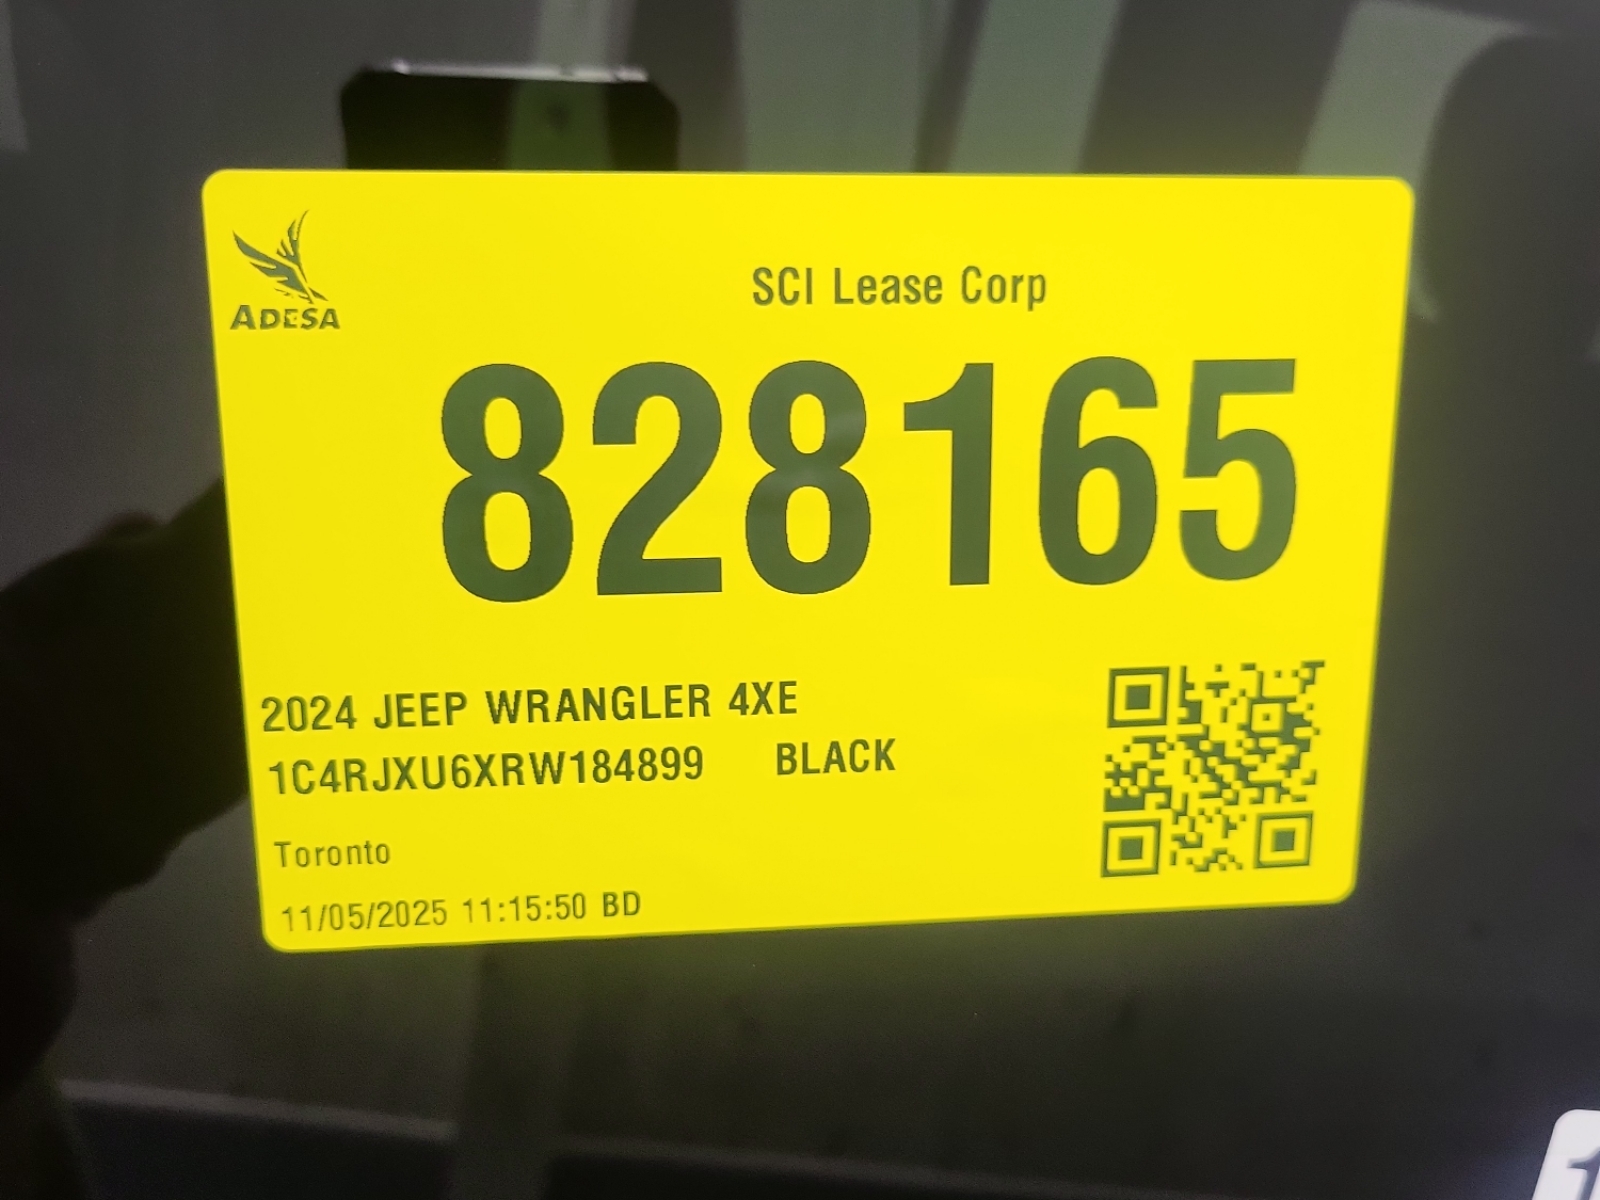 ADESA
SCI Lease Corp
828165
2024 JEEP WRANGLER 4XE
1C4RJXU6XRW184899 BLACK
Toronto
11/05/2025 11:15:50 BD
1